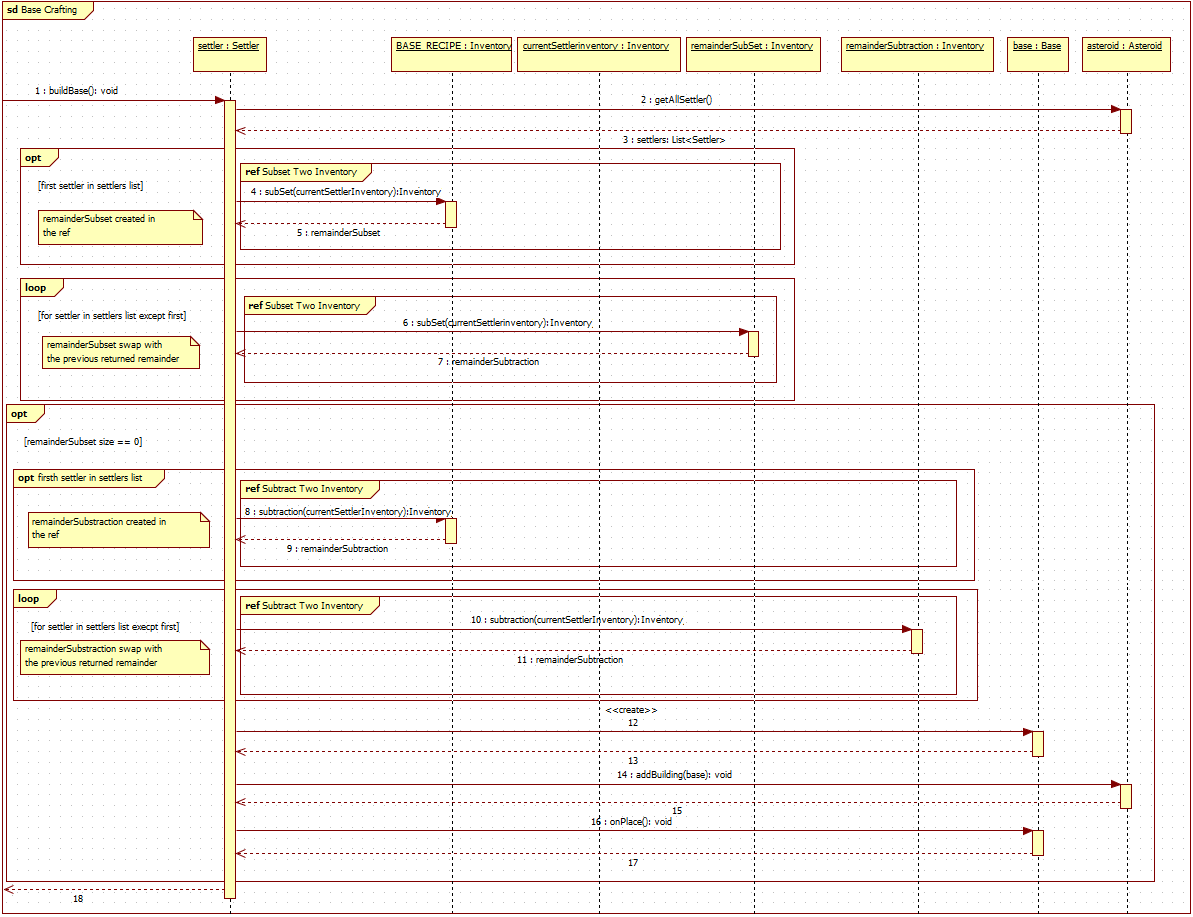 sd Base Crafting
settler : Settler
BASE_RECIPE : Inventory
currentSettlerinventory : Inventory
remainderSubSet : Inventory
remainderSubtraction : Inventory
base : Base
asteroid : Asteroid
1 : buildBase(): void
2 : getAllSettler()
3 : settlers: List<Settler>
opt
[first settler in settlers list]
remainderSubset created in
the ref
ref Subset Two Inventory
4 : subSet(currentSettlerInventory):Inventory
5 : remainderSubset
loop
[for settler in settlers list except first]
remainderSubset swap with
the previous returned remainder
ref Subset Two Inventory
6 : subSet(currentSettlerinventory):Inventory
7 : remainderSubtraction
opt
[remainderSubset size == 0]
opt firsth settler in settlers list
remainderSubstraction created in
the ref
ref Subtract Two Inventory
8 : subtraction(currentSettlerInventory):Inventory
9 : remainderSubtraction
loop
[for settler in settlers list execpt first]
remainderSubstraction swap with
the previous returned remainder
ref Subtract Two Inventory
10 : subtraction(currentSettlerInventory):Inventory
11 : remainderSubtraction
<<create>>
12
13
14 : addBuilding(base): void
15
16 : onPlace(): void
17
18